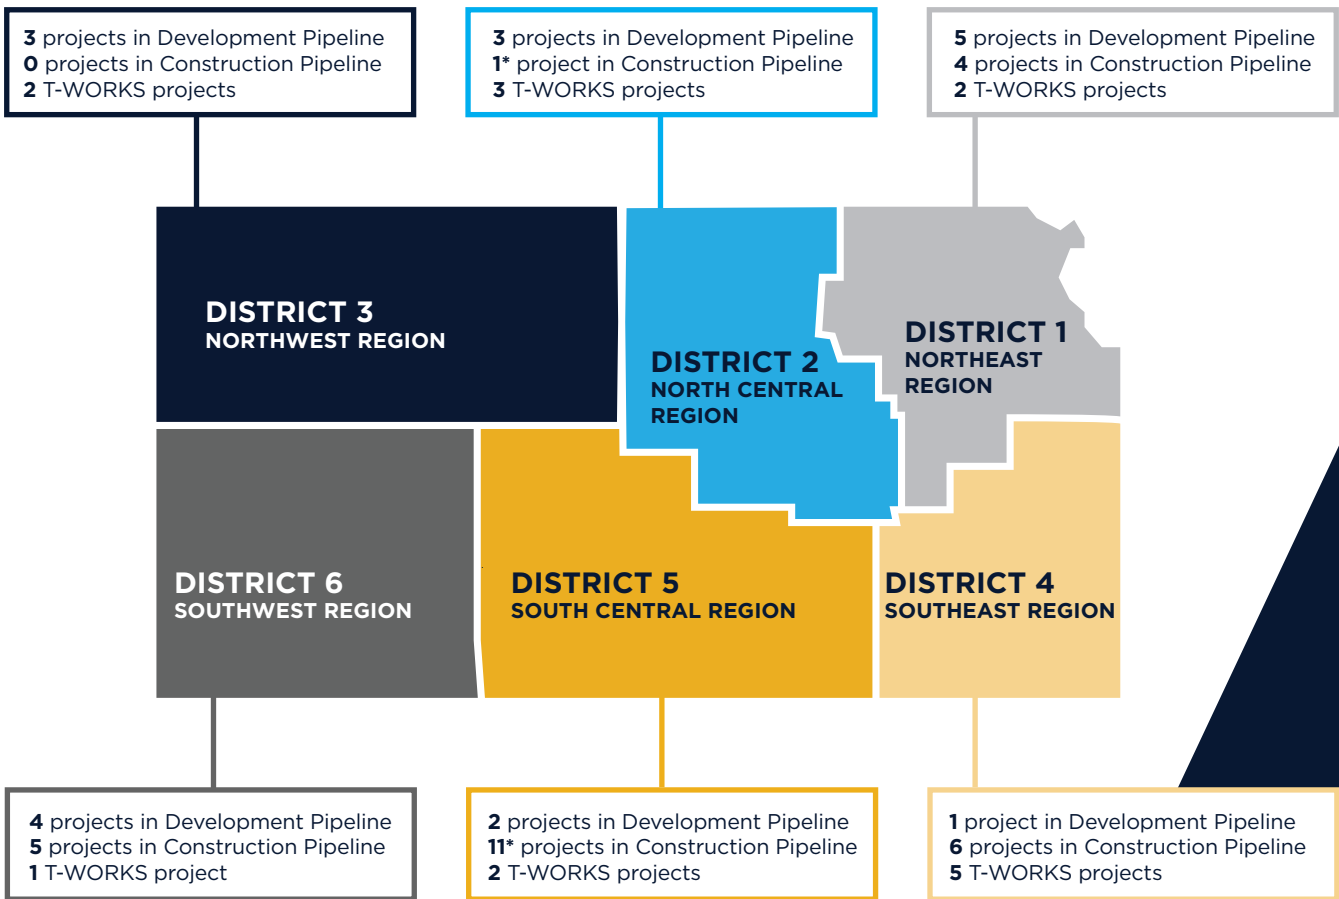 3 projects in Development Pipeline
0 projects in Construction Pipeline
2 T-WORKS projects
3 projects in Development Pipeline
1* project in Construction Pipeline
3 T-WORKS projects
5 projects in Development Pipeline
4 projects in Construction Pipeline
2 T-WORKS projects
DISTRICT 3
NORTHWEST REGION
DISTRICT 2
NORTH CENTRAL
REGION
DISTRICT 1
NORTHEAST
REGION
DISTRICT 6
SOUTHWEST REGION
DISTRICT 5
SOUTH CENTRAL REGION
DISTRICT 4
SOUTHEAST REGION
4 projects in Development Pipeline
5 projects in Construction Pipeline
1 T-WORKS project
2 projects in Development Pipeline
11* projects in Construction Pipeline
2 T-WORKS projects
1 project in Development Pipeline
6 projects in Construction Pipeline
5 T-WORKS projects